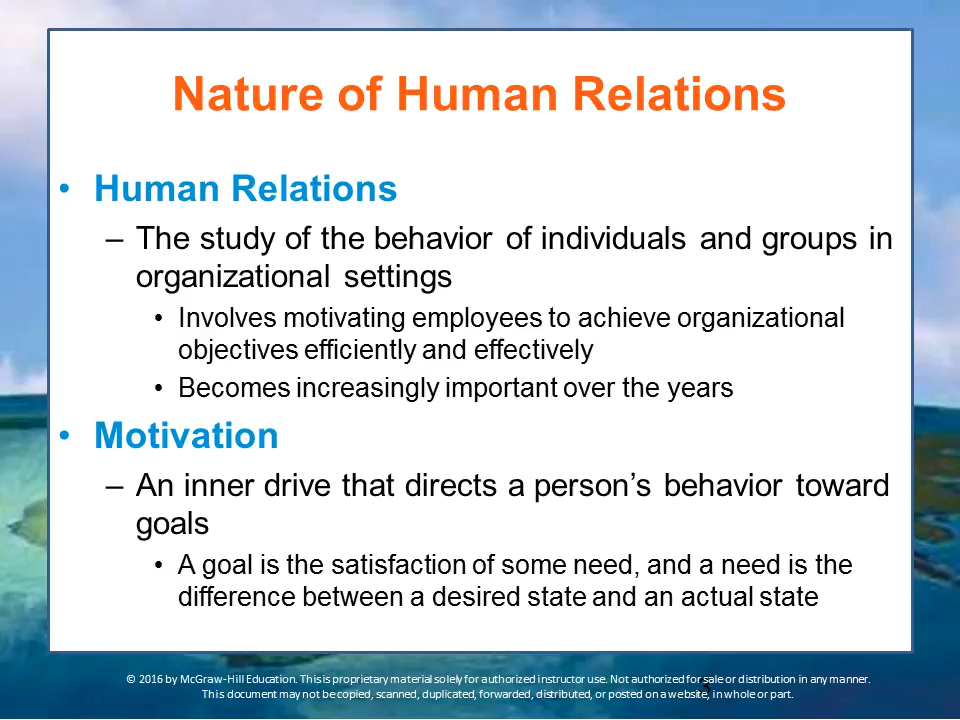 Nature of Human Relations
• Human Relations
– The study of the behavior of individuals and groups in
organizational settings
• Involves motivating employees to achieve organizational
objectives efficiently and effectively
• Becomes increasingly important over the years
• Motivation
– An inner drive that directs a person’s behavior toward
goals
• A goal is the satisfaction of some need, and a need is the
difference between a desired state and an actual state
© 2016 by McGraw-Hill Education. This is proprietary material solely for authorized instructor use. Not authorized for sale or distribution in any manner.
This document may not be copied, scanned, duplicated, forwarded, distributed, or posted on a website, in whole or part.